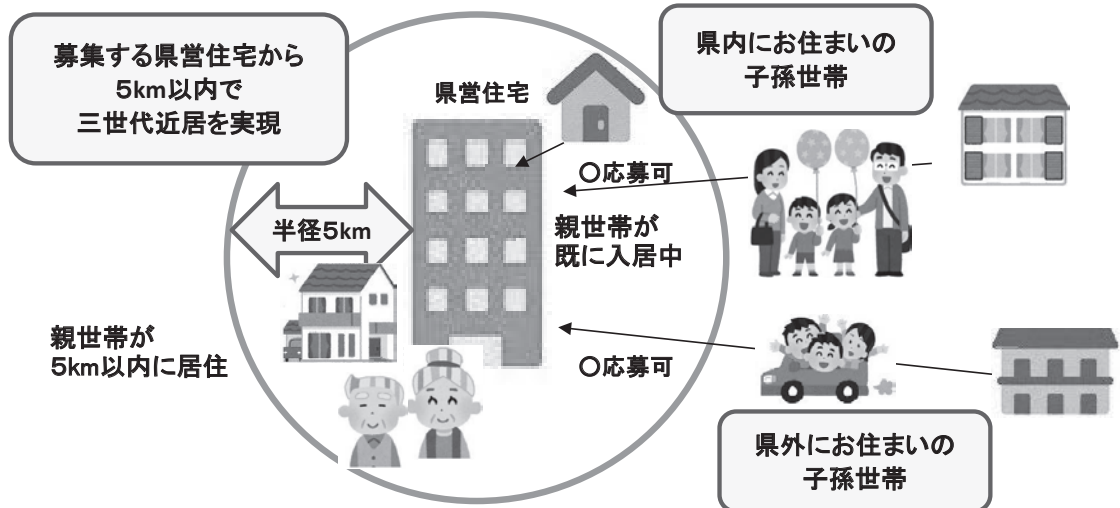 募集する県営住宅から
5km以内で
三世代近居を実現
県営住宅
県内にお住まいの
子孫世帯
〇応募可
半径5km
親世帯が
既に入居中
親世帯が
5km以内に居住
〇応募可
県外にお住まいの
子孫世帯